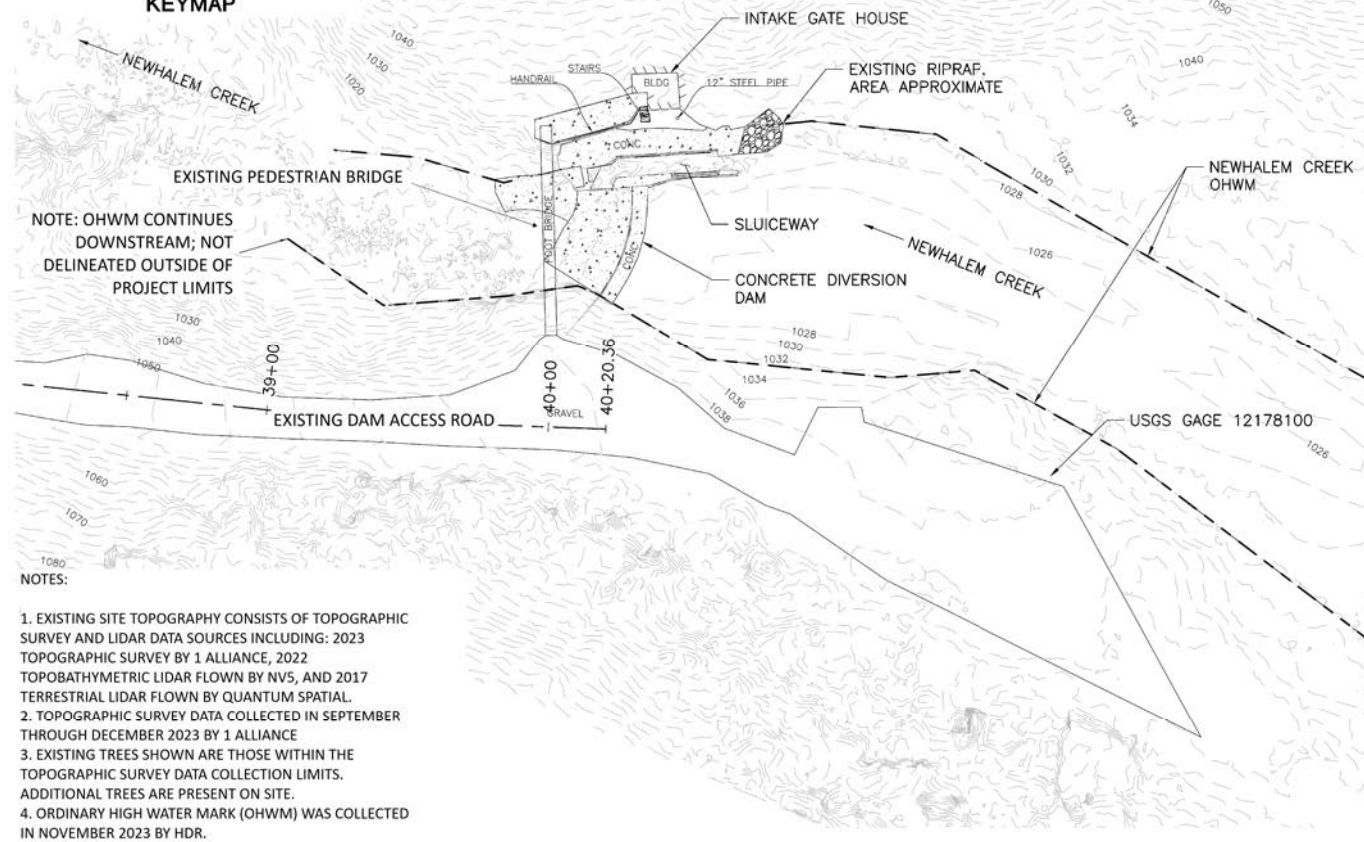 KEYMAP
INTAKE GATE HOUSE
1050
1040
1030
1020
NEWHALEM CREEK
STAIRS
HANDRAIL
BLDG
12" STEEL PIPE
EXISTING RIPRAP.
AREA APPROXIMATE
1040
1034
1032
1030
1028
CONC
NEWHALEM CREEK
OHWM
EXISTING PEDESTRIAN BRIDGE
FOOT BRIDGE
SLUICEWAY
NOTE: OHWM CONTINUES
DOWNSTREAM; NOT
DELINEATED OUTSIDE OF
PROJECT LIMITS
CONC
NEWHALEM CREEK
1026
CONCRETE DIVERSION
DAM
1030
1040
1050
1028
1030
1032
1034
1036
1038
39+00
40+00
40+20.36
EXISTING DAM ACCESS ROAD
GRAVEL
USGS GAGE 12178100
1026
1060
1070
1080
NOTES:
1. EXISTING SITE TOPOGRAPHY CONSISTS OF TOPOGRAPHIC
SURVEY AND LIDAR DATA SOURCES INCLUDING: 2023
TOPOGRAPHIC SURVEY BY 1 ALLIANCE, 2022
TOPOBATHYMETRIC LIDAR FLOWN BY NV5, AND 2017
TERRESTRIAL LIDAR FLOWN BY QUANTUM SPATIAL.
2. TOPOGRAPHIC SURVEY DATA COLLECTED IN SEPTEMBER
THROUGH DECEMBER 2023 BY 1 ALLIANCE
3. EXISTING TREES SHOWN ARE THOSE WITHIN THE
TOPOGRAPHIC SURVEY DATA COLLECTION LIMITS.
ADDITIONAL TREES ARE PRESENT ON SITE.
4. ORDINARY HIGH WATER MARK (OHWM) WAS COLLECTED
IN NOVEMBER 2023 BY HDR.